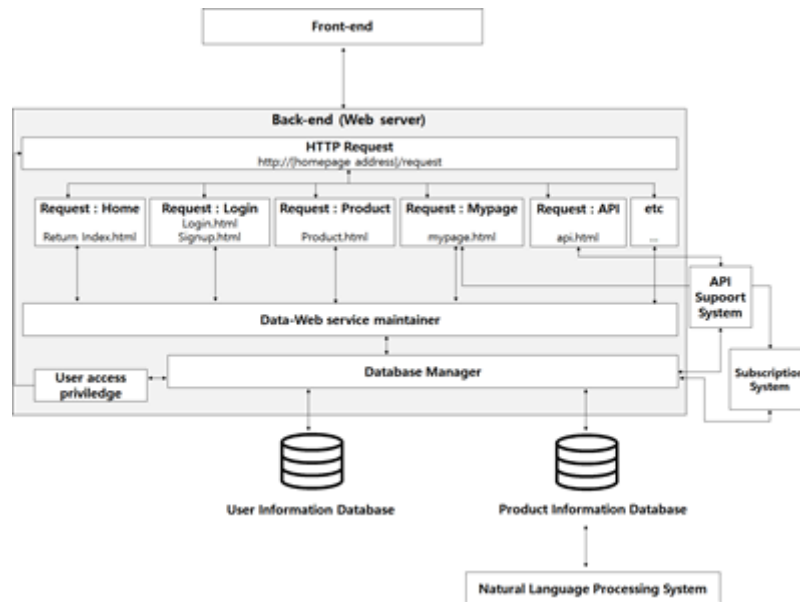 Front-end
Back-end (Web server)
HTTP Request
http://[homepage address]/request
Request : Home
Return Index.html
Request : Login
Login.html
Signup.html
Request : Product
Product.html
Request : Mypage
mypage.html
Request : API
api.html
etc
...
API
Supoort
System
Data-Web service maintainer
User access
priviledge
Database Manager
Subscription
System
User Information Database
Product Information Database
Natural Language Processing System